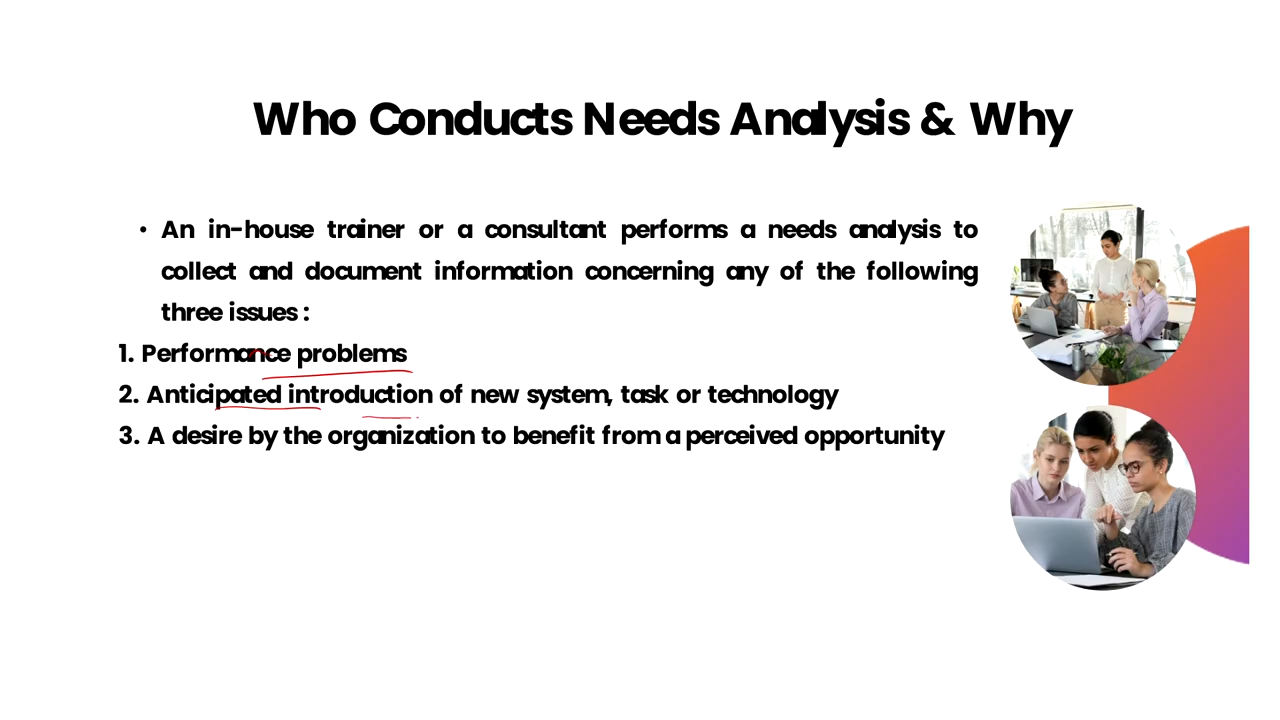 Who Conducts Needs Analysis & Why
• An in-house trainer or a consultant performs a needs analysis to
collect and document information concerning any of the following
three issues :
1. Performance problems
2. Anticipated introduction of new system, task or technology
3. A desire by the organization to benefit from a perceived opportunity